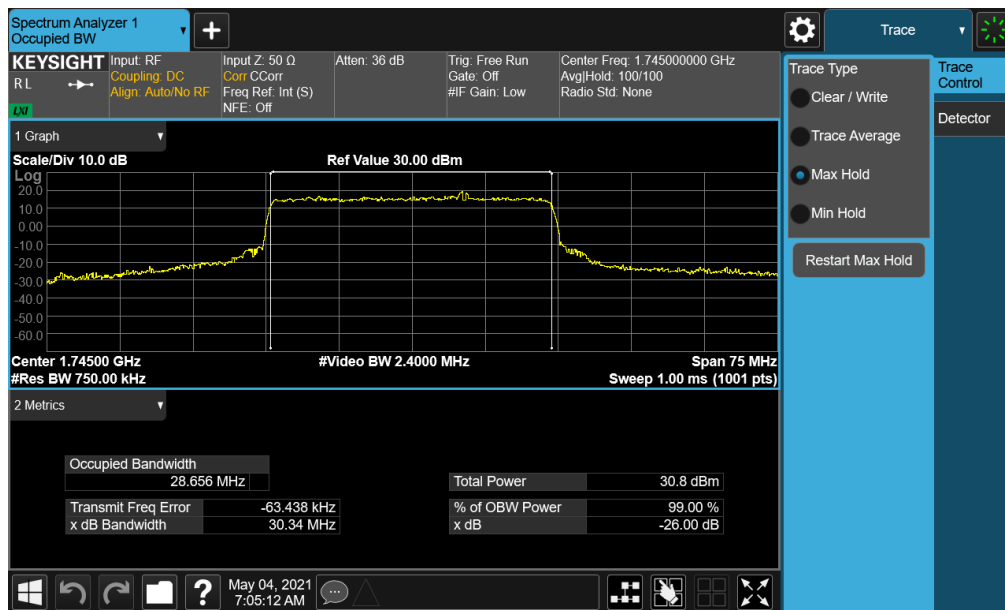 Spectrum Analyzer 1
Occupied BW
Trace
KEYSIGHT
R L
LXI
Input: RF
Coupling: DC
Align: Auto/No RF
Input Z: 50 Ω
Corr CCorr
Freq Ref: Int (S)
NFE: Off
Atten: 36 dB
Trig: Free Run
Gate: Off
#IF Gain: Low
Center Freq: 1.745000000 GHz
Avg|Hold: 100/100
Radio Std: None
Trace Type
Clear / Write
Trace Average
Max Hold
Min Hold
Restart Max Hold
Trace
Control
Detector
1 Graph
Scale/Div 10.0 dB
Ref Value 30.00 dBm
Log
20.0
10.0
0.00
-10.0
-20.0
-30.0
-40.0
-50.0
-60.0
Center 1.74500 GHz
#Video BW 2.4000 MHz
Span 75 MHz
#Res BW 750.00 kHz
Sweep 1.00 ms (1001 pts)
2 Metrics
Occupied Bandwidth
28.656 MHz
Total Power 30.8 dBm
Transmit Freq Error -63.438 kHz
% of OBW Power 99.00 %
x dB Bandwidth 30.34 MHz
x dB -26.00 dB
?
May 04, 2021
7:05:12 AM